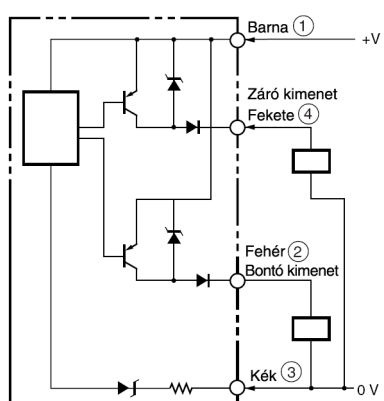 Barna ①
+V
Záró kimenet
Fekete ④
Fehér ②
Bontó kimenet
Kék ③
0 V